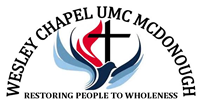 WESLEY CHAPEL UMC MCDONOUGH
RESTORING PEOPLE TO WHOLENESS